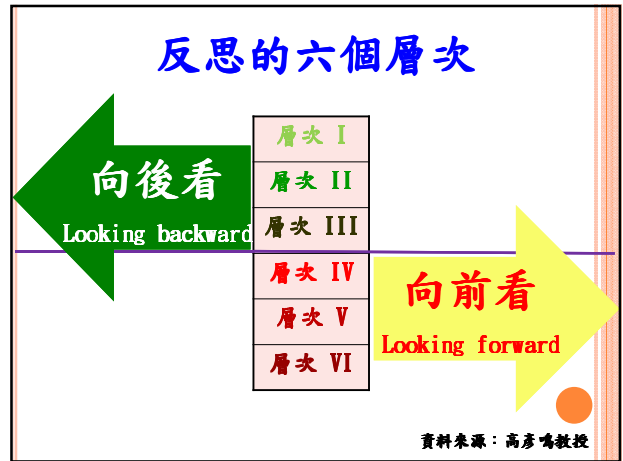 反思的六個層次
層次 I
層次 II
層次 III
層次 IV
層次 V
層次 VI
向後看
Looking backward
向前看
Looking forward
資料來源：高彥鳴教授